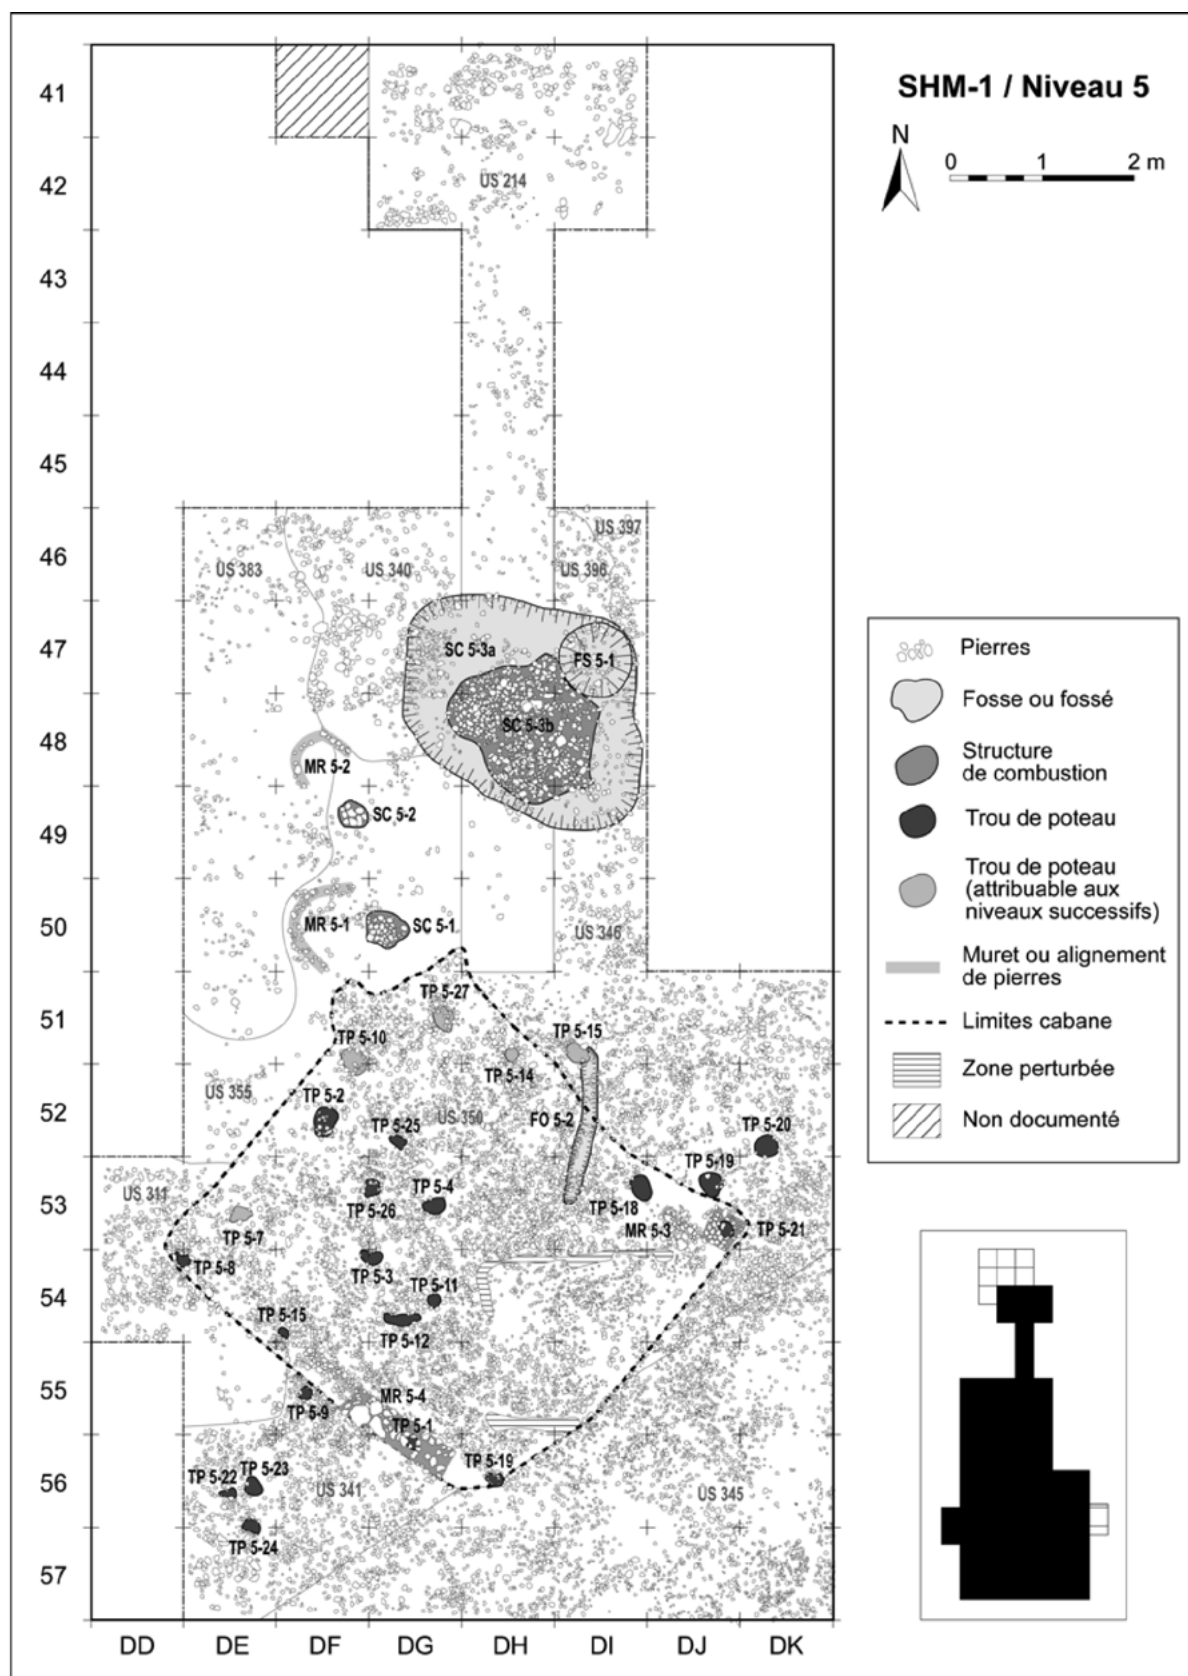 SHM-1 / Niveau 5
N
0 1 2 m
41
42
43
44
45
46
47
48
49
50
51
52
53
54
55
56
57
DD DE DF DG DH DI DJ DK
US 214
US 397
US 383
US 340
US 396
SC 5-3a
FS 5-1
SC 5-3b
MR 5-2
SC 5-2
MR 5-1
SC 5-1
US 346
TP 5-27
TP 5-10
TP 5-15
TP 5-14
US 355
TP 5-2
TP 5-25
US 350
FO 5-2
TP 5-20
TP 5-19
US 311
TP 5-4
TP 5-26
TP 5-18
MR 5-3
TP 5-21
TP 5-7
TP 5-8
TP 5-3
TP 5-11
TP 5-15
TP 5-12
MR 5-4
TP 5-9
TP 5-1
TP 5-19
TP 5-22
TP 5-23
US 341
US 345
TP 5-24
Pierres
Fosse ou fossé
Structure
de combustion
Trou de poteau
Trou de poteau
(attribuable aux
niveaux successifs)
Muret ou alignement
de pierres
Limites cabane
Zone perturbée
Non documenté